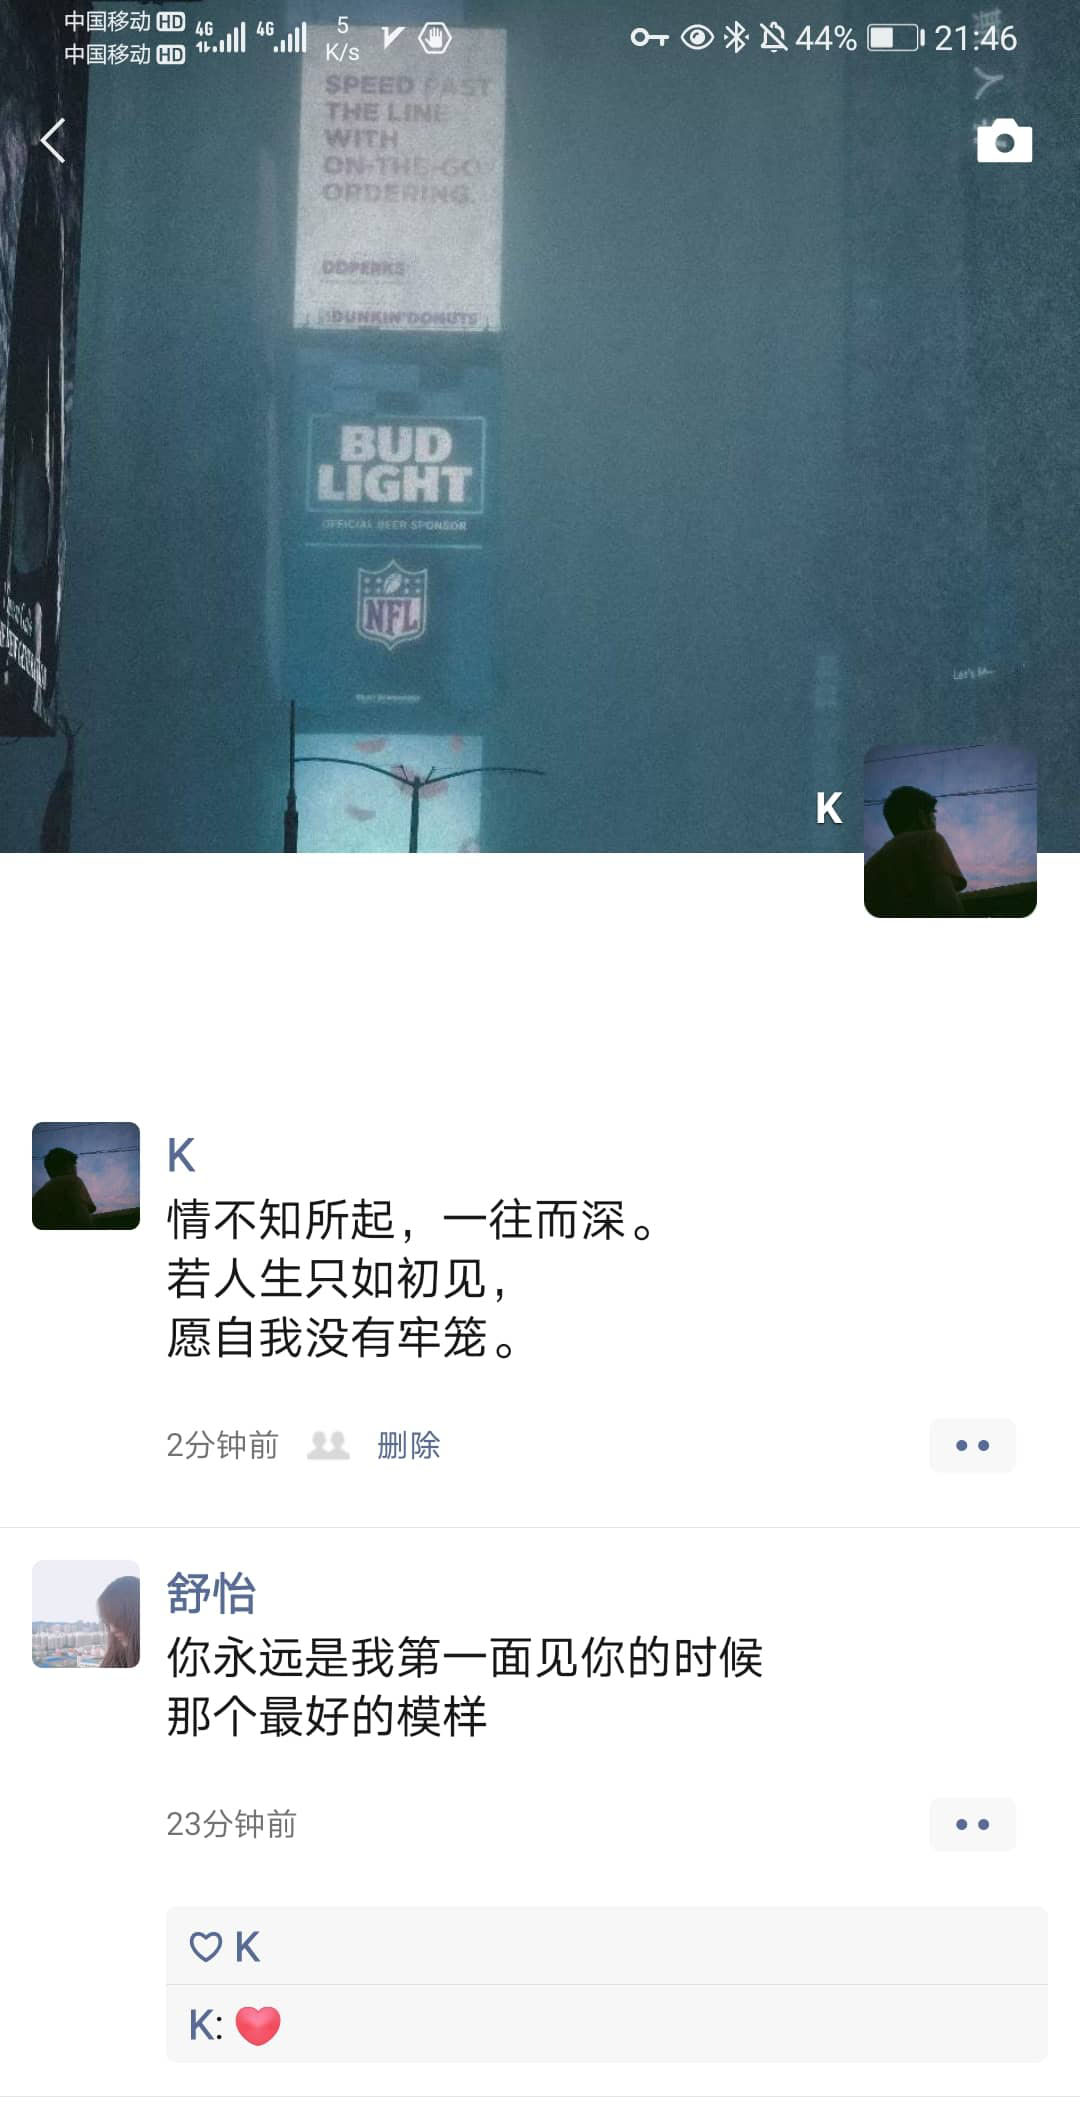 中国移动 HD 4G 4G 5 K/s 44% 21:46
中国移动 HD
SPEED PAST
THE LINE
WITH
ON-THE-GO
ORDERING.
DDPERKS
DUNKIN' DONUTS
BUD
LIGHT
OFFICIAL BEER SPONSOR
NFL
K
K
情不知所起，一往而深。
若人生只如初见，
愿自我没有牢笼。
2分钟前 删除
舒怡
你永远是我第一面见你的时候
那个最好的模样
23分钟前
K
K: